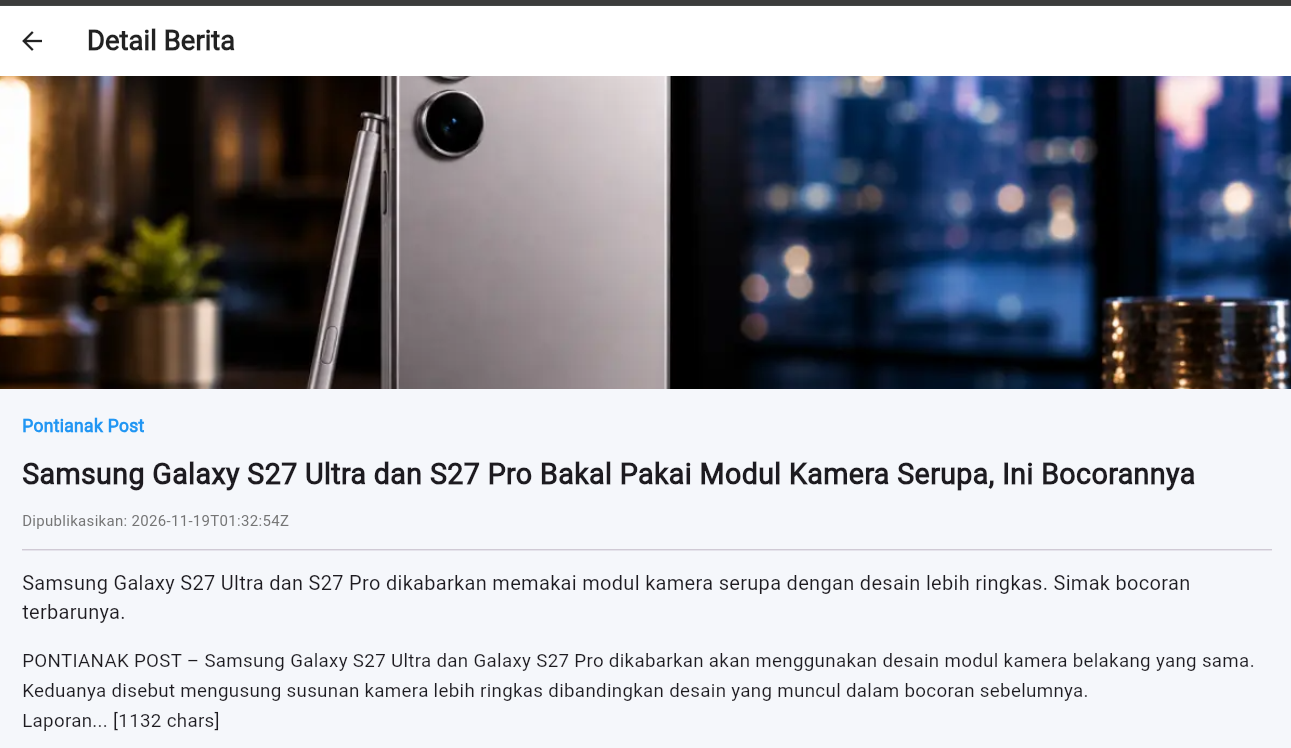 Detail Berita
Pontianak Post
Samsung Galaxy S27 Ultra dan S27 Pro Bakal Pakai Modul Kamera Serupa, Ini Bocorannya
Dipublikasikan: 2026-11-19T01:32:54Z
Samsung Galaxy S27 Ultra dan S27 Pro dikabarkan memakai modul kamera serupa dengan desain lebih ringkas. Simak bocoran
terbarunya.
PONTIANAK POST – Samsung Galaxy S27 Ultra dan Galaxy S27 Pro dikabarkan akan menggunakan desain modul kamera belakang yang sama.
Keduanya disebut mengusung susunan kamera lebih ringkas dibandingkan desain yang muncul dalam bocoran sebelumnya.
Laporan... [1132 chars]